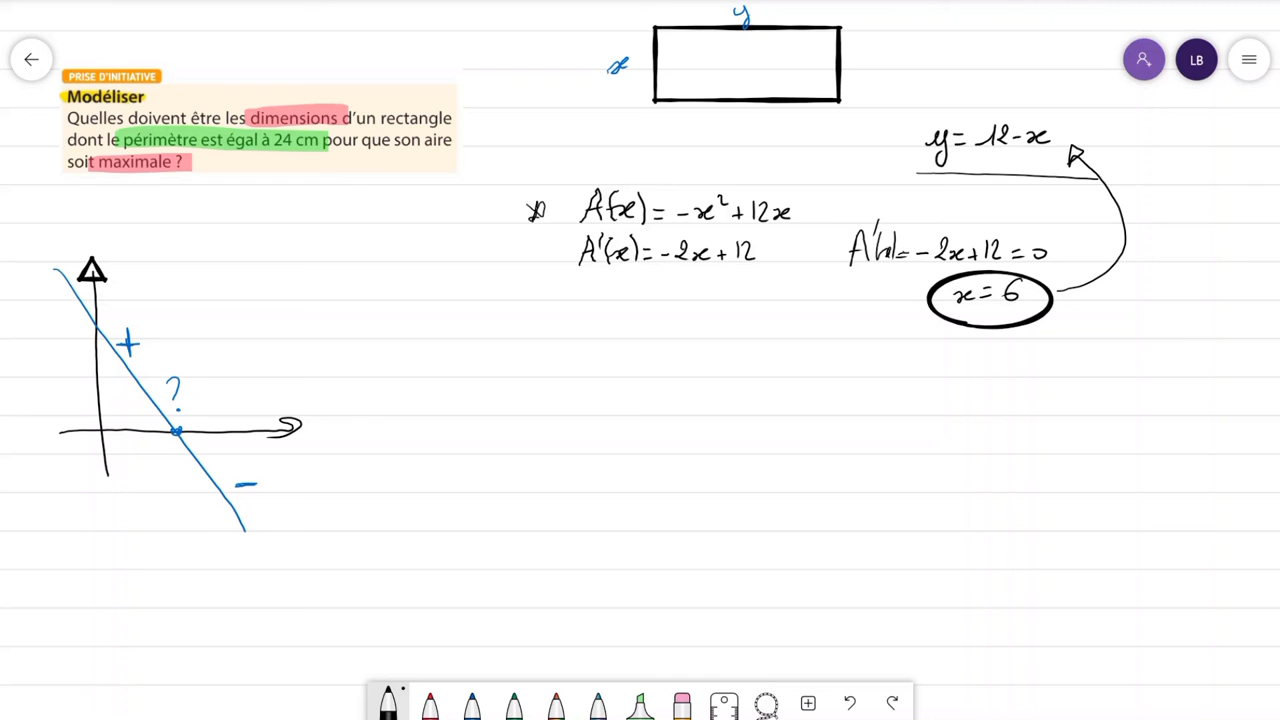 y
x
LB
PRISE D'INITIATIVE
Modéliser
Quelles doivent être les dimensions d'un rectangle
dont le périmètre est égal à 24 cm pour que son aire
soit maximale ?
y = 12 - x
A(x) = -x² + 12x
A'(x) = -2x + 12
A'(x) = -2x + 12 = 0
x = 6
+
?
-